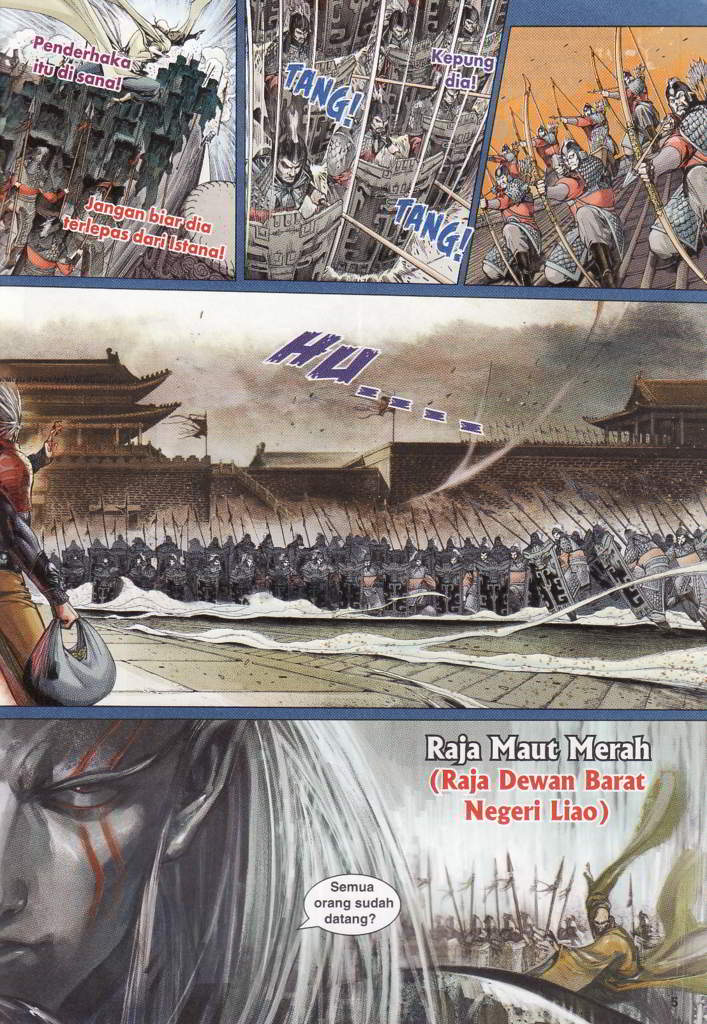 Penderhaka
itu di sana!
Jangan biar dia
terlepas dari Istana!
TANG!
Kepung
dia!
TANG!
HU____
Raja Maut Merah
(Raja Dewan Barat
Negeri Liao)
Semua
orang sudah
datang?
5